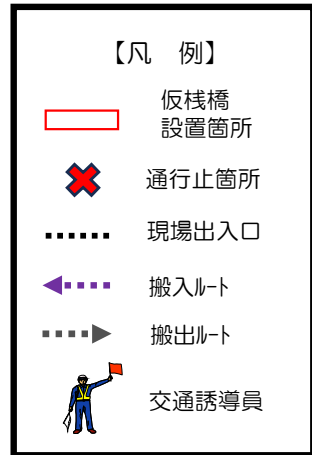 【凡　例】
仮桟橋
設置箇所
通行止箇所
現場出入口
搬入ﾙｰﾄ
搬出ﾙｰﾄ
交通誘導員